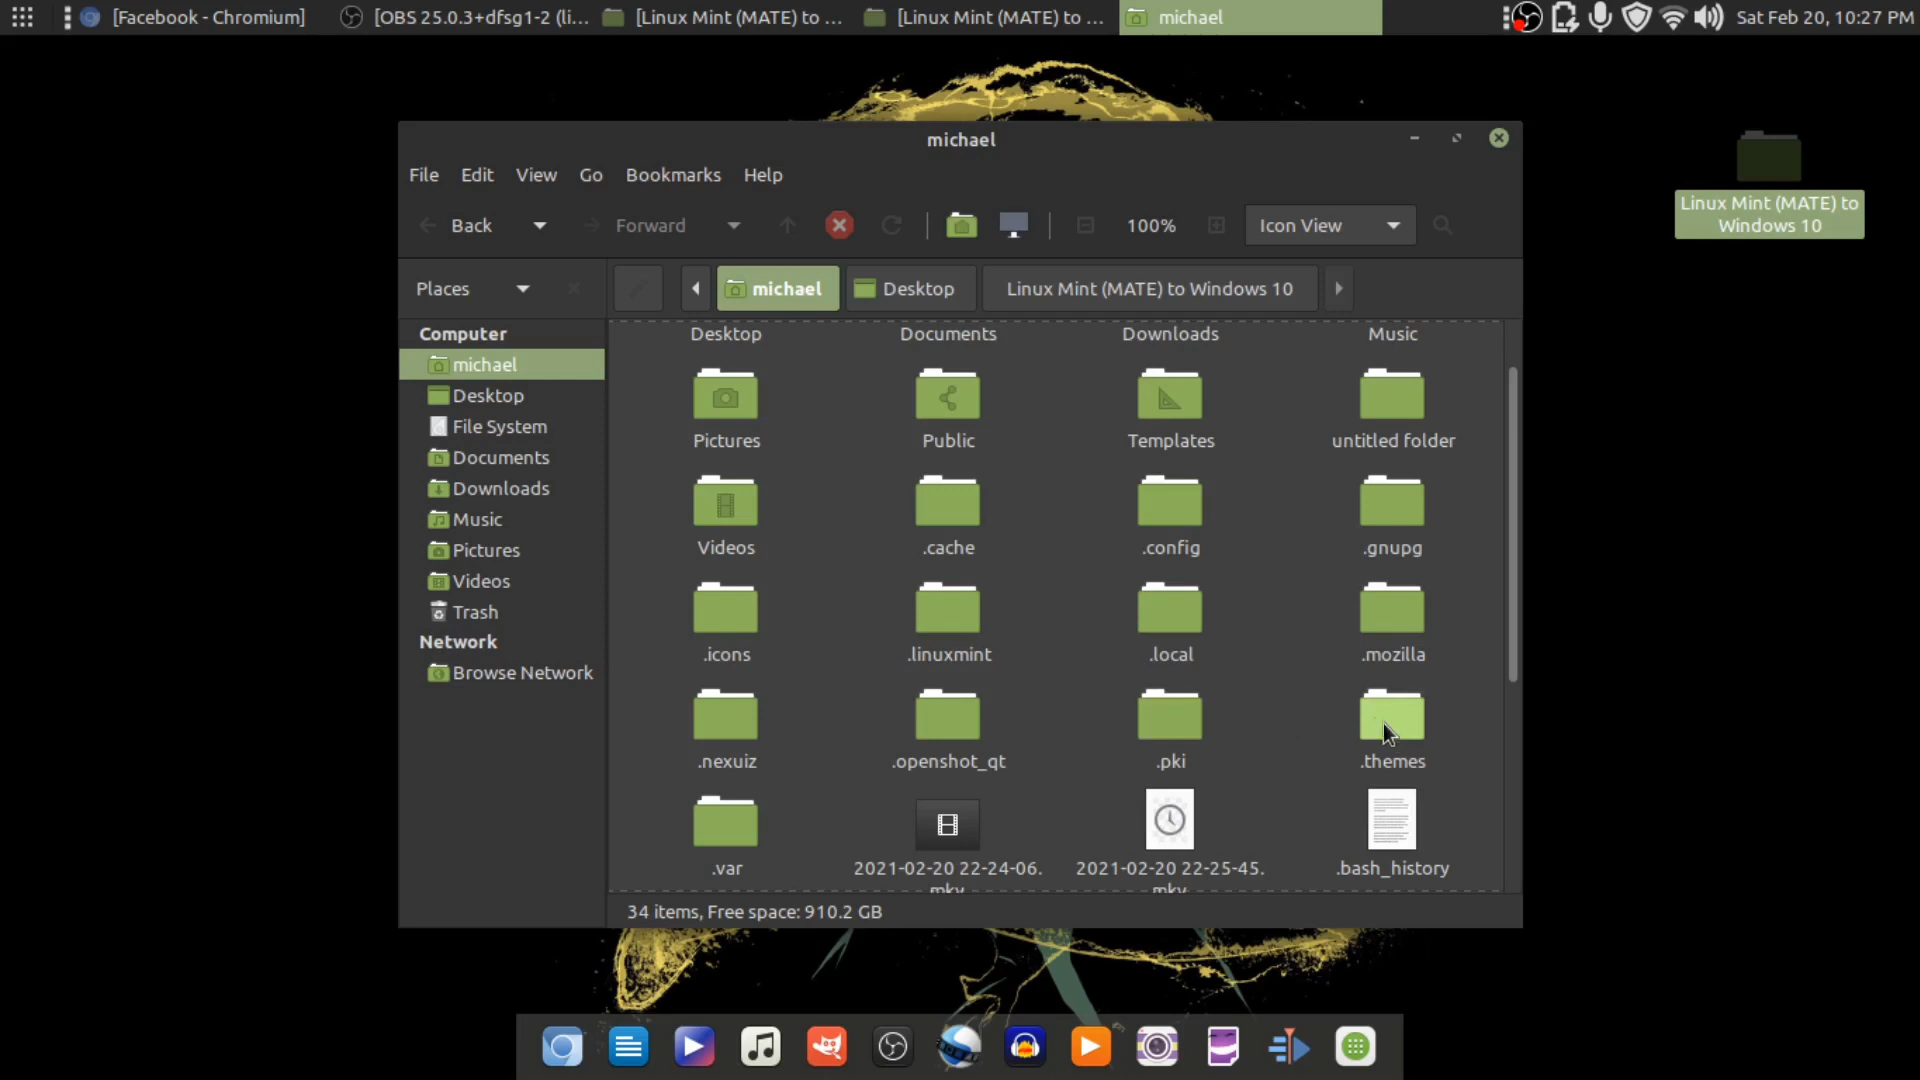 [Facebook - Chromium]
[OBS 25.0.3+dfsg1-2 (li...
[Linux Mint (MATE) to ...
[Linux Mint (MATE) to ...
michael
Sat Feb 20, 10:27 PM
michael
File Edit View Go Bookmarks Help
Back Forward 100% Icon View
Places
michael Desktop Linux Mint (MATE) to Windows 10
Computer
michael
Desktop
File System
Documents
Downloads
Music
Pictures
Videos
Trash
Network
Browse Network
Desktop Documents Downloads Music
Pictures Public Templates untitled folder
Videos .cache .config .gnupg
.icons .linuxmint .local .mozilla
.nexuiz .openshot_qt .pki .themes
.var 2021-02-20 22-24-06. 2021-02-20 22-25-45. .bash_history
mkv mkv
34 items, Free space: 910.2 GB
Linux Mint (MATE) to
Windows 10